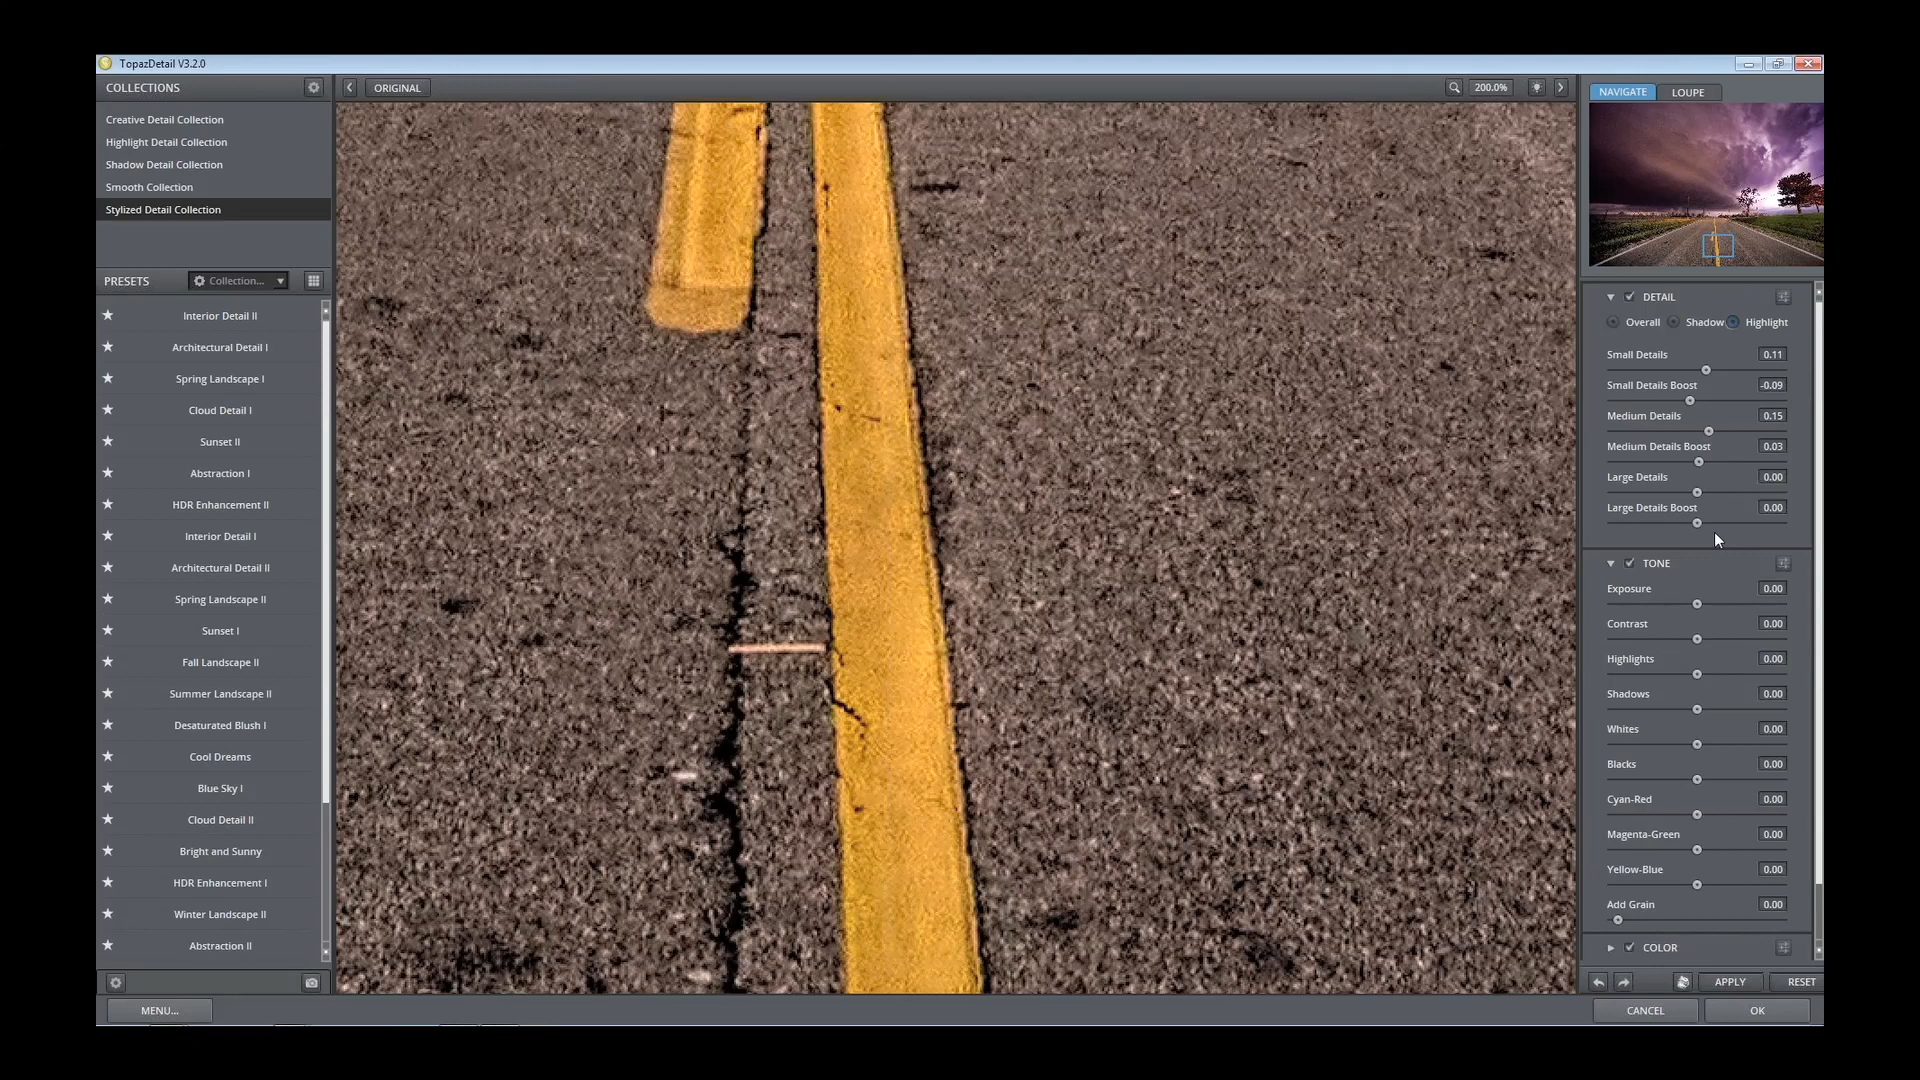 TopazDetail V3.2.0
COLLECTIONS
Creative Detail Collection
Highlight Detail Collection
Shadow Detail Collection
Smooth Collection
Stylized Detail Collection
PRESETS
Collection...
Interior Detail II
Architectural Detail I
Spring Landscape I
Cloud Detail I
Sunset II
Abstraction I
HDR Enhancement II
Interior Detail I
Architectural Detail II
Spring Landscape II
Sunset I
Fall Landscape II
Summer Landscape II
Desaturated Blush I
Cool Dreams
Blue Sky I
Cloud Detail II
Bright and Sunny
HDR Enhancement I
Winter Landscape II
Abstraction II
MENU...
ORIGINAL
200.0%
NAVIGATE LOUPE
DETAIL
Overall Shadow Highlight
Small Details 0.11
Small Details Boost -0.09
Medium Details 0.15
Medium Details Boost 0.03
Large Details 0.00
Large Details Boost 0.00
TONE
Exposure 0.00
Contrast 0.00
Highlights 0.00
Shadows 0.00
Whites 0.00
Blacks 0.00
Cyan-Red 0.00
Magenta-Green 0.00
Yellow-Blue 0.00
Add Grain 0.00
COLOR
APPLY RESET
CANCEL OK